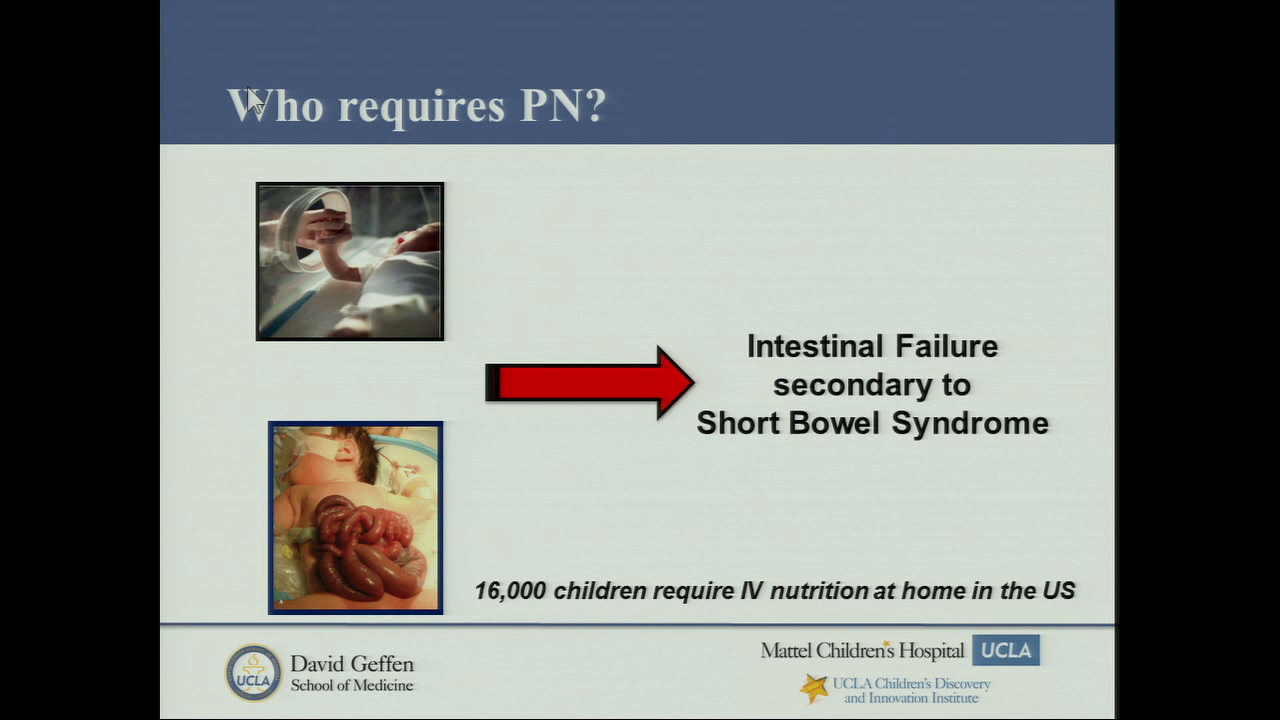 Who requires PN?
Intestinal Failure
secondary to
Short Bowel Syndrome
16,000 children require IV nutrition at home in the US
UCLA
David Geffen
School of Medicine
Mattel Children's Hospital UCLA
UCLA Children's Discovery
and Innovation Institute